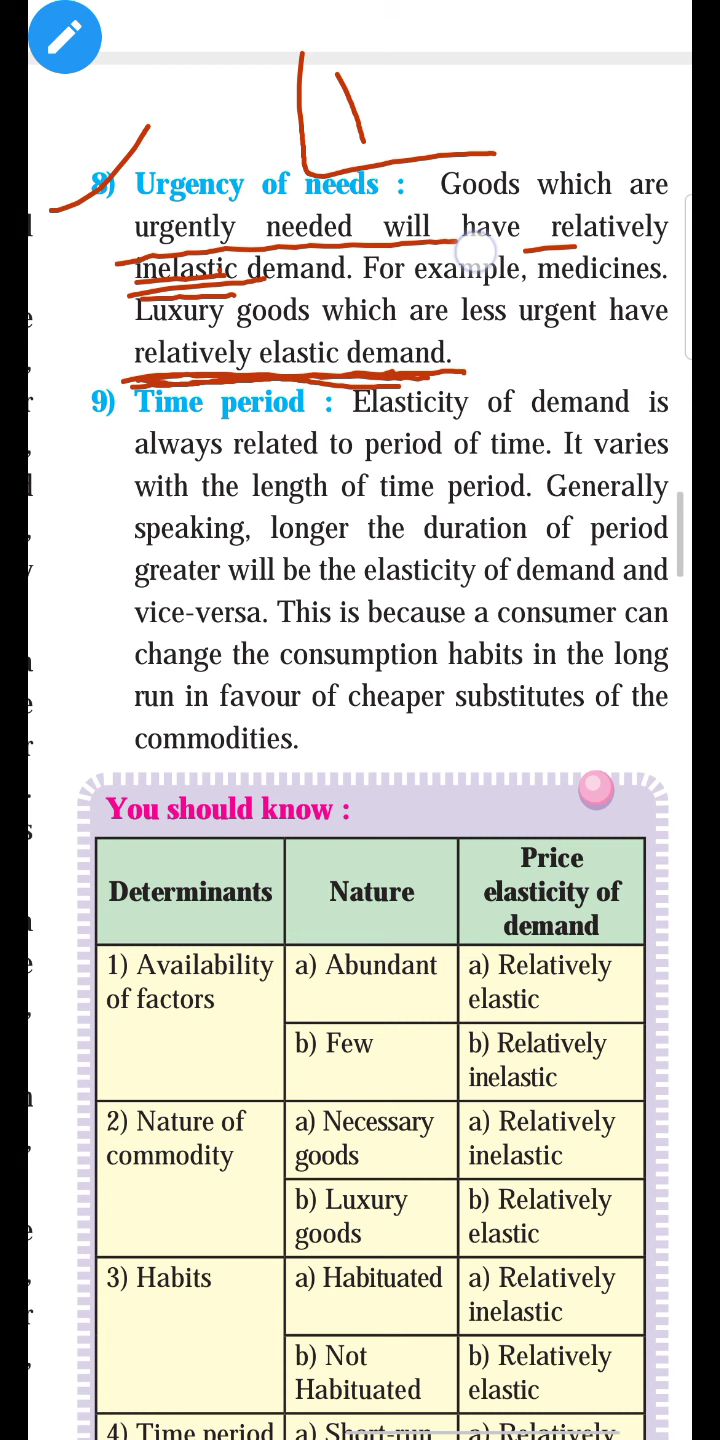 8) Urgency of needs : Goods which are
urgently needed will have relatively
inelastic demand. For example, medicines.
Luxury goods which are less urgent have
relatively elastic demand.
9) Time period : Elasticity of demand is
always related to period of time. It varies
with the length of time period. Generally
speaking, longer the duration of period
greater will be the elasticity of demand and
vice-versa. This is because a consumer can
change the consumption habits in the long
run in favour of cheaper substitutes of the
commodities.
You should know :
Determinants Nature Price elasticity of demand
1) Availability of factors a) Abundant a) Relatively elastic
b) Few b) Relatively inelastic
2) Nature of commodity a) Necessary goods a) Relatively inelastic
b) Luxury goods b) Relatively elastic
3) Habits a) Habituated a) Relatively inelastic
b) Not Habituated b) Relatively elastic
4) Time period a) Short-run a) Relatively